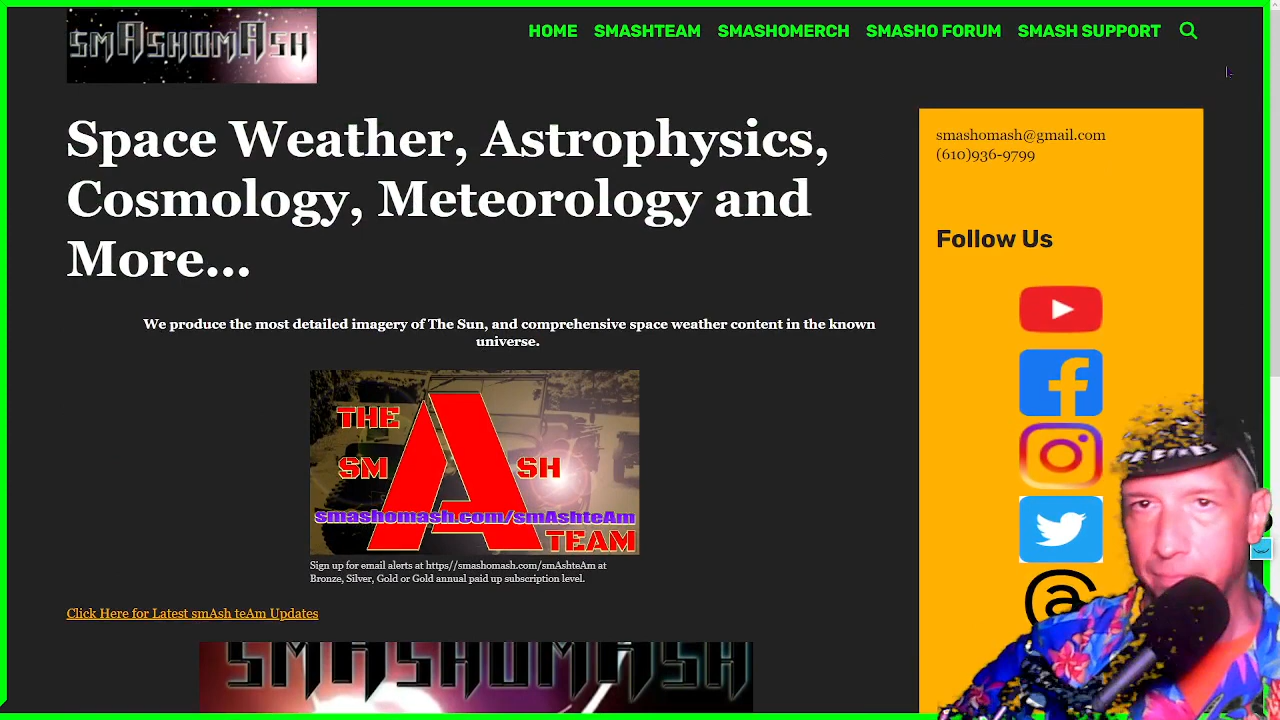 smAshomAsh
HOME SMASHTEAM SMASHOMERCH SMASHO FORUM SMASH SUPPORT
Space Weather, Astrophysics,
Cosmology, Meteorology and
More...
We produce the most detailed imagery of The Sun, and comprehensive space weather content in the known
universe.
THE
SM A SH
smashomash.com/smAshteAm
TEAM
Sign up for email alerts at https//smashomash.com/smAshteAm at
Bronze, Silver, Gold or Gold annual paid up subscription level.
Click Here for Latest smAsh teAm Updates
SMASHOMASH
smashomash@gmail.com
(610)936-9799
Follow Us